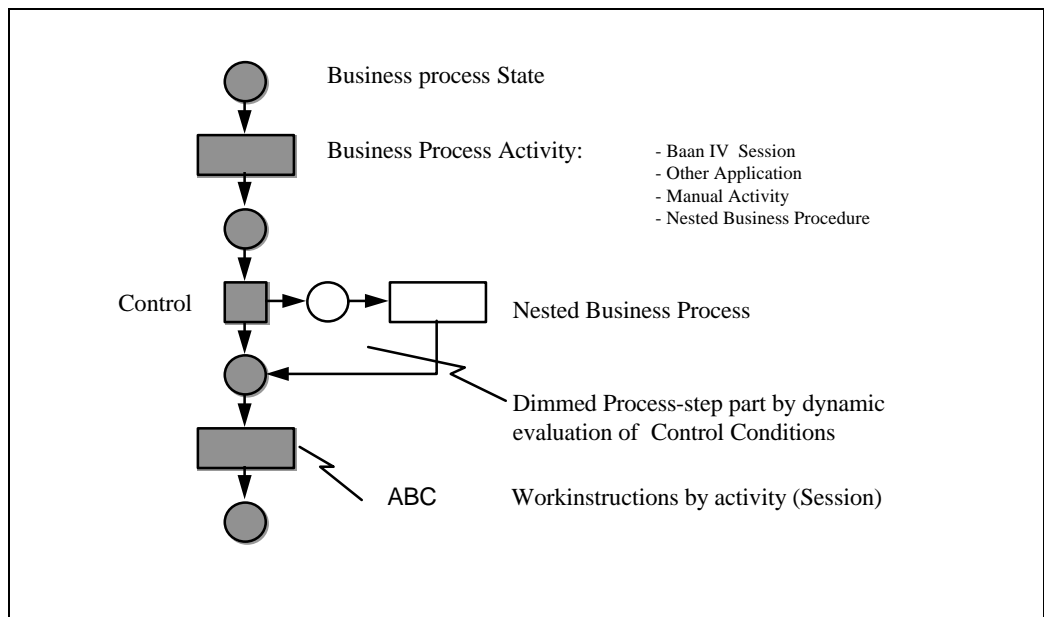 Business process State
Business Process Activity:
- Baan IV Session
- Other Application
- Manual Activity
- Nested Business Procedure
Control
Nested Business Process
Dimmed Process-step part by dynamic
evaluation of Control Conditions
ABC
Workinstructions by activity (Session)